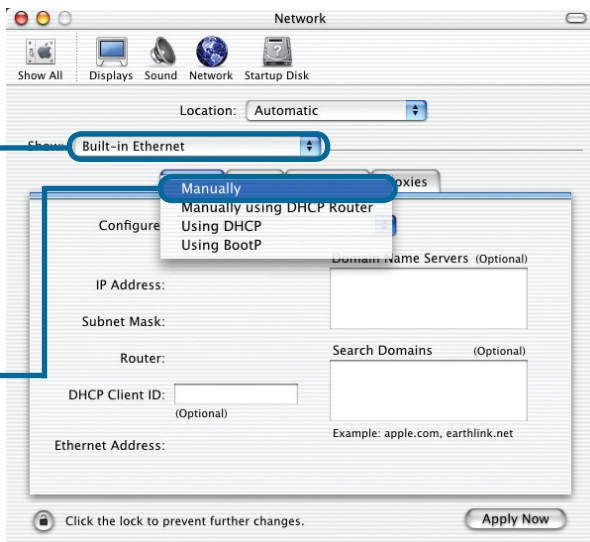 Network
Show All Displays Sound Network Startup Disk
Location: Automatic
Show: Built-in Ethernet
Proxies
Manually
Manually using DHCP Router
Using DHCP
Using BootP
Configure
Domain Name Servers (Optional)
IP Address:
Subnet Mask:
Router:
Search Domains (Optional)
DHCP Client ID:
(Optional)
Example: apple.com, earthlink.net
Ethernet Address:
Click the lock to prevent further changes.
Apply Now